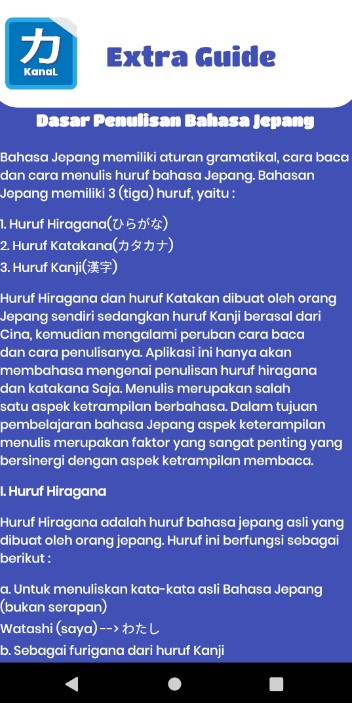 カ
KanaL
Extra Guide
Dasar Penulisan Bahasa Jepang
Bahasa Jepang memiliki aturan gramatikal, cara baca
dan cara menulis huruf bahasa Jepang. Bahasan
Jepang memiliki 3 (tiga) huruf, yaitu :
1. Huruf Hiragana(ひらがな)
2. Huruf Katakana(カタカナ)
3. Huruf Kanji(漢字)
Huruf Hiragana dan huruf Katakan dibuat oleh orang
Jepang sendiri sedangkan huruf Kanji berasal dari
Cina, kemudian mengalami peruban cara baca
dan cara penulisanya. Aplikasi ini hanya akan
membahasa mengenai penulisan huruf hiragana
dan katakana Saja. Menulis merupakan salah
satu aspek ketrampilan berbahasa. Dalam tujuan
pembelajaran bahasa Jepang aspek keterampilan
menulis merupakan faktor yang sangat penting yang
bersinergi dengan aspek ketrampilan membaca.
I. Huruf Hiragana
Huruf Hiragana adalah huruf bahasa jepang asli yang
dibuat oleh orang jepang. Huruf ini berfungsi sebagai
berikut :
a. Untuk menuliskan kata-kata asli Bahasa Jepang
(bukan serapan)
Watashi (saya) --> わたし
b. Sebagai furigana dari huruf Kanji